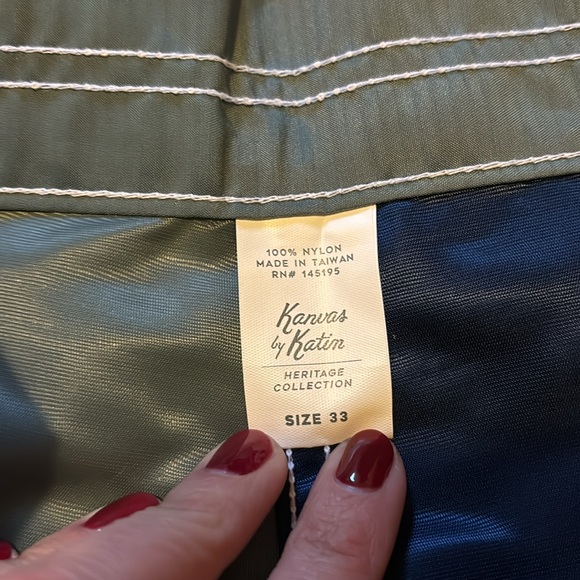 100% NYLON
MADE IN TAIWAN
RN# 145195
Kanvas
by Katin
HERITAGE
COLLECTION
SIZE 33